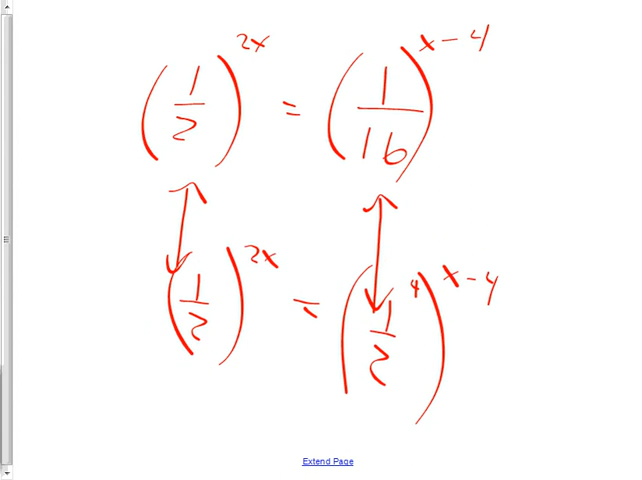 (1/2)^{2x} = (1/16)^{x-4}
(1/2)^{2x} = (1/2^4)^{x-4}
Extend Page